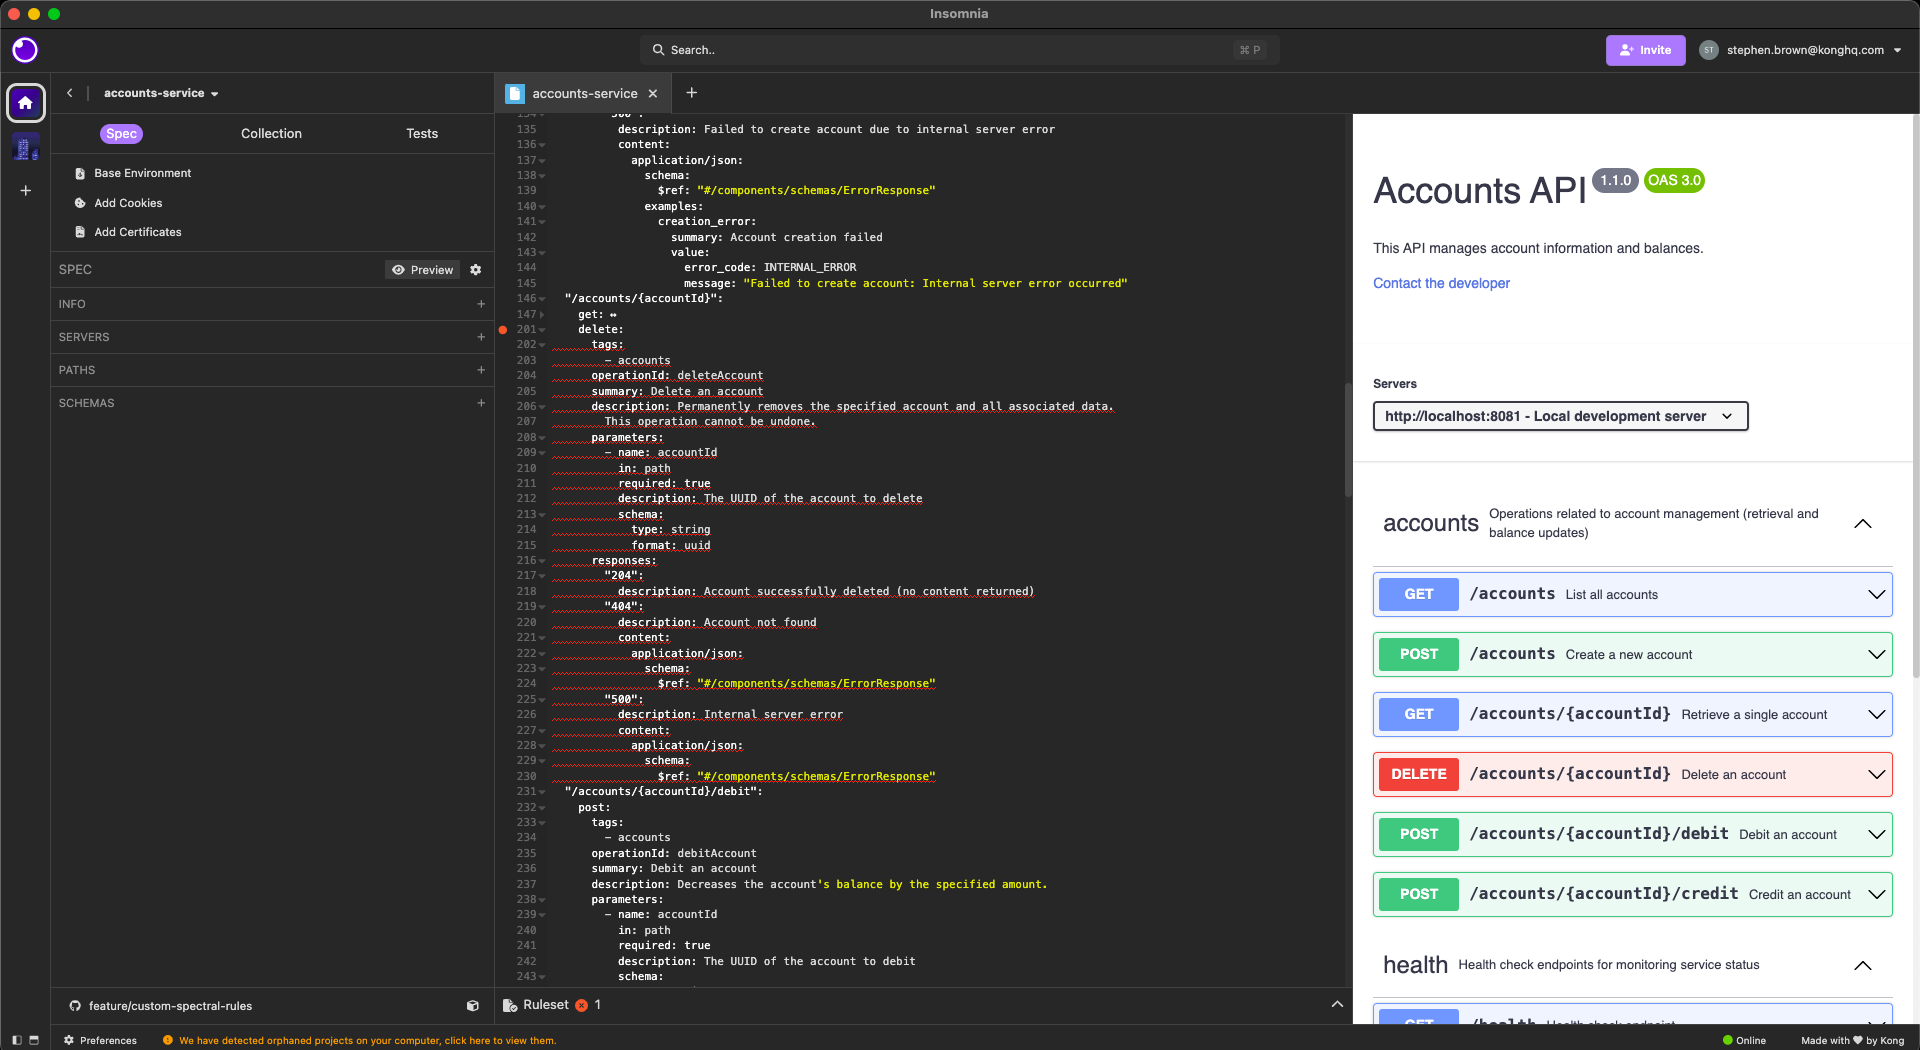 Insomnia
Search..
⌘ P
Invite
ST
stephen.brown@konghq.com
accounts-service
accounts-service
Spec
Collection
Tests
Base Environment
Add Cookies
Add Certificates
SPEC
Preview
INFO
SERVERS
PATHS
SCHEMAS
135 description: Failed to create account due to internal server error
136 content:
137 application/json:
138 schema:
139 $ref: "#/components/schemas/ErrorResponse"
140 examples:
141 creation_error:
142 summary: Account creation failed
143 value:
144 error_code: INTERNAL_ERROR
145 message: "Failed to create account: Internal server error occurred"
146 "/accounts/{accountId}":
147 get: ↔
201 delete:
202 tags:
203 - accounts
204 operationId: deleteAccount
205 summary: Delete an account
206 description: Permanently removes the specified account and all associated data.
207 This operation cannot be undone.
208 parameters:
209 - name: accountId
210 in: path
211 required: true
212 description: The UUID of the account to delete
213 schema:
214 type: string
215 format: uuid
216 responses:
217 "204":
218 description: Account successfully deleted (no content returned)
219 "404":
220 description: Account not found
221 content:
222 application/json:
223 schema:
224 $ref: "#/components/schemas/ErrorResponse"
225 "500":
226 description: Internal server error
227 content:
228 application/json:
229 schema:
230 $ref: "#/components/schemas/ErrorResponse"
231 "/accounts/{accountId}/debit":
232 post:
233 tags:
234 - accounts
235 operationId: debitAccount
236 summary: Debit an account
237 description: Decreases the account's balance by the specified amount.
238 parameters:
239 - name: accountId
240 in: path
241 required: true
242 description: The UUID of the account to debit
243 schema:
Accounts API 1.1.0 OAS 3.0
This API manages account information and balances.
Contact the developer
Servers
http://localhost:8081 - Local development server
accounts Operations related to account management (retrieval and
balance updates)
GET /accounts List all accounts
POST /accounts Create a new account
GET /accounts/{accountId} Retrieve a single account
DELETE /accounts/{accountId} Delete an account
POST /accounts/{accountId}/debit Debit an account
POST /accounts/{accountId}/credit Credit an account
health Health check endpoints for monitoring service status
GET /health Health check endpoint
feature/custom-spectral-rules
Ruleset 1
Preferences
We have detected orphaned projects on your computer, click here to view them.
Online
Made with ♥ by Kong